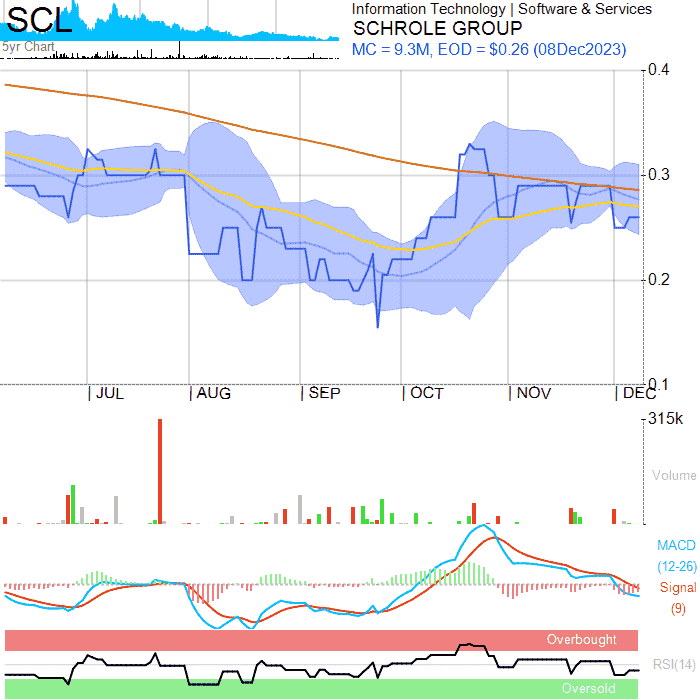 SCL
5yr Chart
Information Technology | Software & Services
SCHROLE GROUP
MC = 9.3M, EOD = $0.26 (08Dec2023)
0.4
0.3
0.2
0.1
| JUL | AUG | SEP | OCT | NOV | DEC
315k
Volume
MACD
(12-26)
Signal
(9)
Overbought
RSI(14)
Oversold